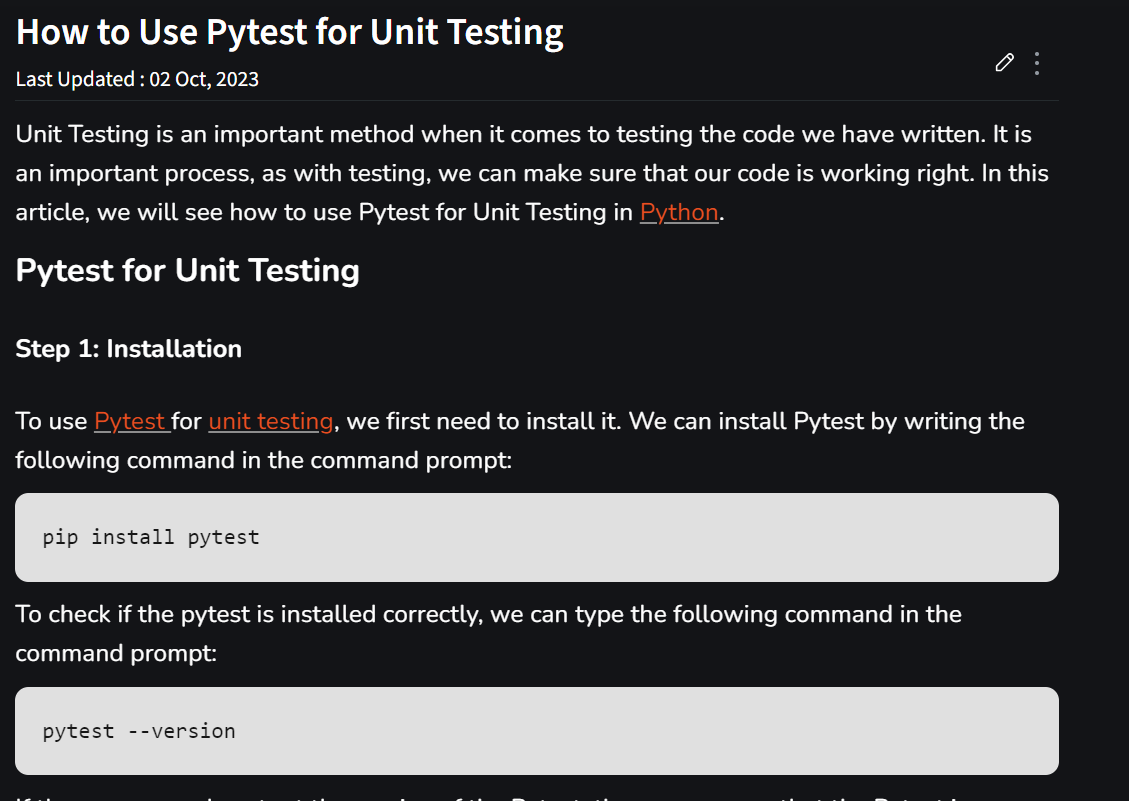 How to Use Pytest for Unit Testing
Last Updated : 02 Oct, 2023
Unit Testing is an important method when it comes to testing the code we have written. It is
an important process, as with testing, we can make sure that our code is working right. In this
article, we will see how to use Pytest for Unit Testing in Python.
Pytest for Unit Testing
Step 1: Installation
To use Pytest for unit testing, we first need to install it. We can install Pytest by writing the
following command in the command prompt:
pip install pytest
To check if the pytest is installed correctly, we can type the following command in the
command prompt:
pytest --version